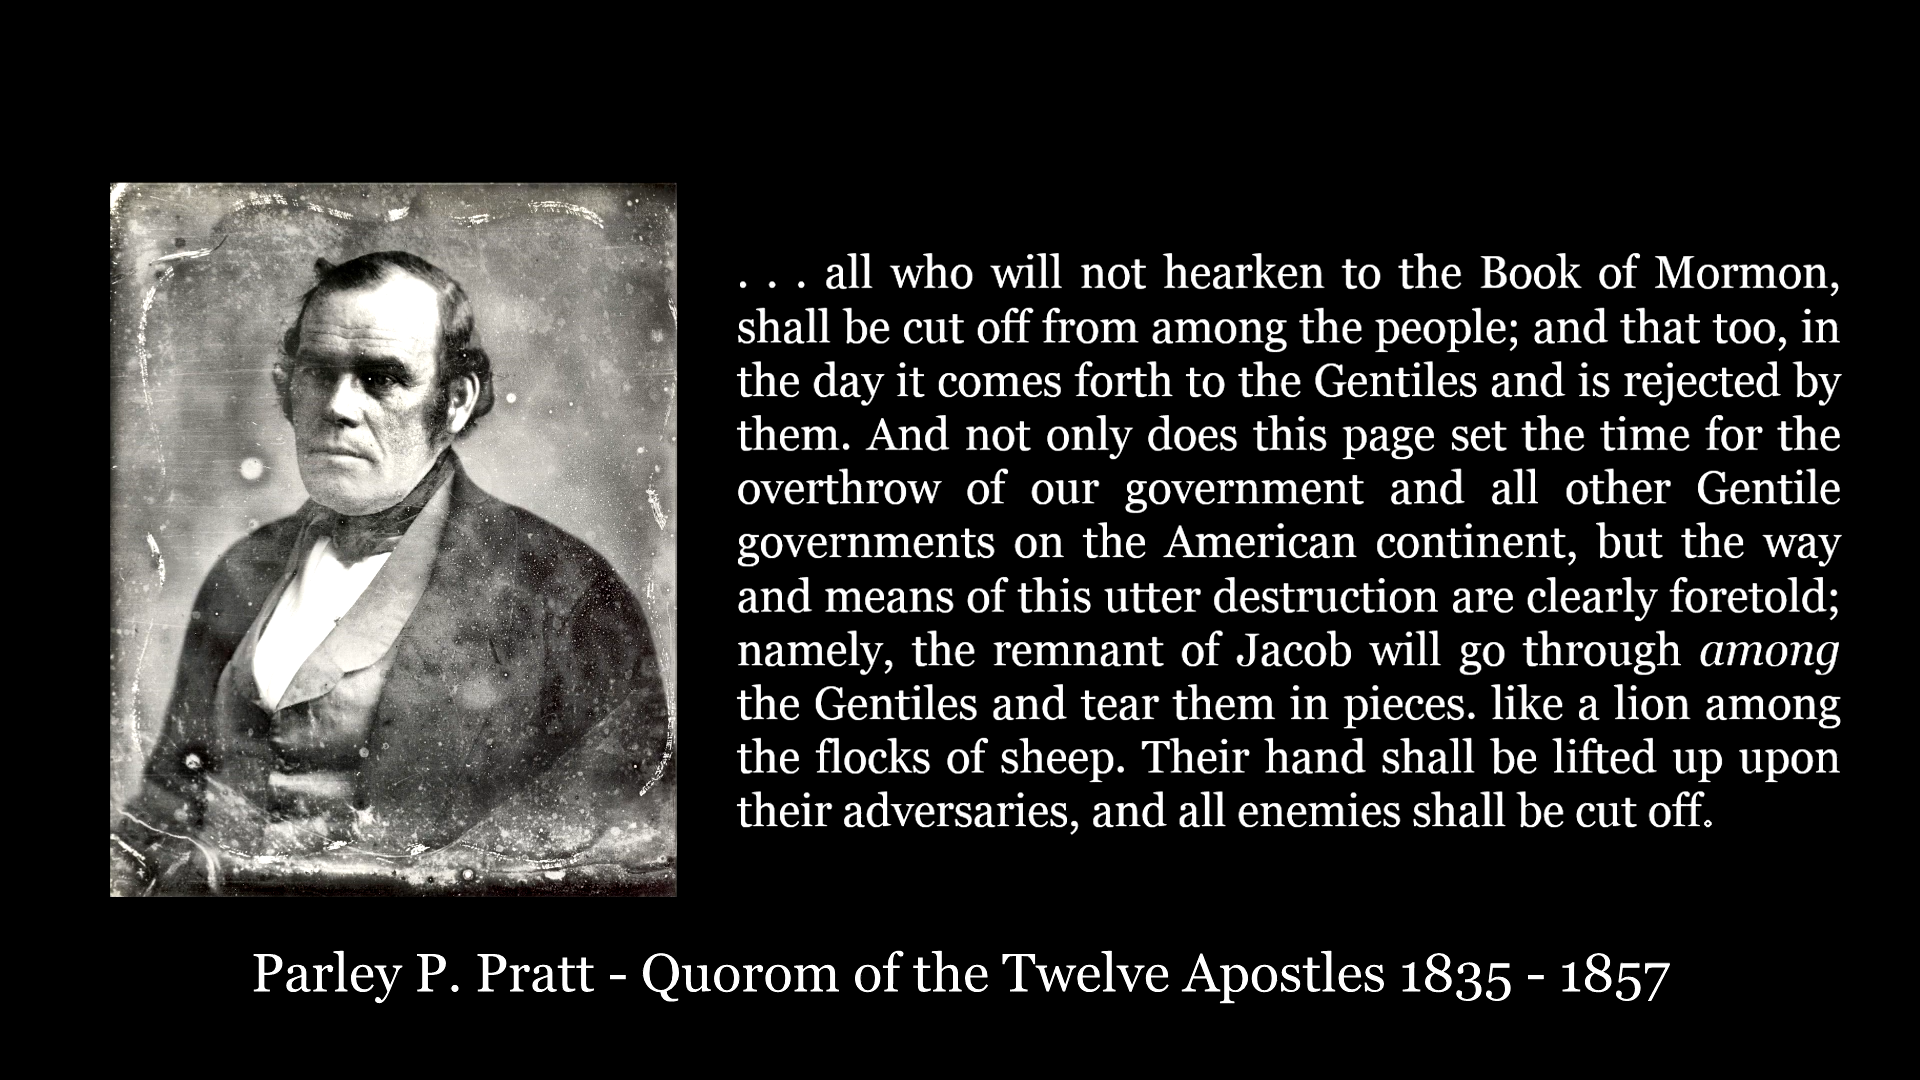 . . . all who will not hearken to the Book of Mormon,
shall be cut off from among the people; and that too, in
the day it comes forth to the Gentiles and is rejected by
them. And not only does this page set the time for the
overthrow of our government and all other Gentile
governments on the American continent, but the way
and means of this utter destruction are clearly foretold;
namely, the remnant of Jacob will go through among
the Gentiles and tear them in pieces. like a lion among
the flocks of sheep. Their hand shall be lifted up upon
their adversaries, and all enemies shall be cut off.
Parley P. Pratt - Quorom of the Twelve Apostles 1835 - 1857